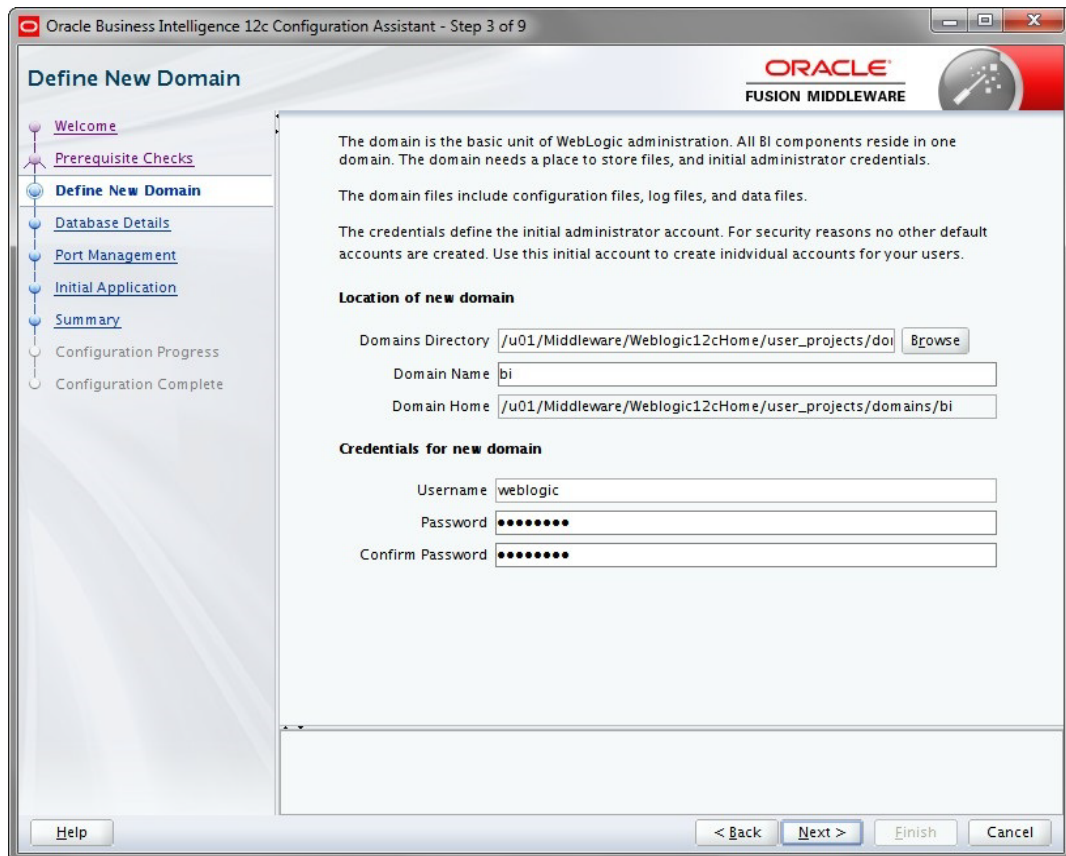 Oracle Business Intelligence 12c Configuration Assistant - Step 3 of 9
Define New Domain
ORACLE
FUSION MIDDLEWARE
Welcome
Prerequisite Checks
Define New Domain
Database Details
Port Management
Initial Application
Summary
Configuration Progress
Configuration Complete
The domain is the basic unit of WebLogic administration. All BI components reside in one
domain. The domain needs a place to store files, and initial administrator credentials.
The domain files include configuration files, log files, and data files.
The credentials define the initial administrator account. For security reasons no other default
accounts are created. Use this initial account to create inidvidual accounts for your users.
Location of new domain
Domains Directory /u01/Middleware/Weblogic12cHome/user_projects/do Browse
Domain Name bi
Domain Home /u01/Middleware/Weblogic12cHome/user_projects/domains/bi
Credentials for new domain
Username weblogic
Password ••••••••
Confirm Password ••••••••
Help < Back Next > Finish Cancel